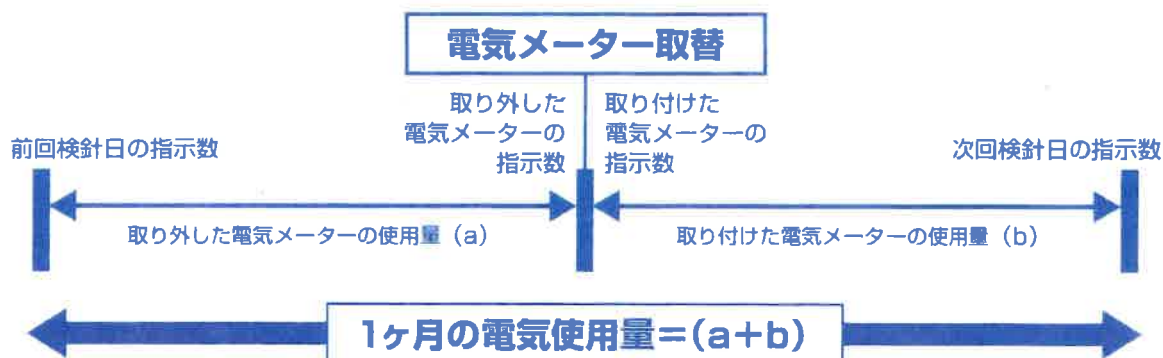 電気メーター取替
取り外した
電気メーターの
指示数
取り付けた
電気メーターの
指示数
前回検針日の指示数
次回検針日の指示数
取り外した電気メーターの使用量(a)
取り付けた電気メーターの使用量(b)
1ヶ月の電気使用量=(a+b)